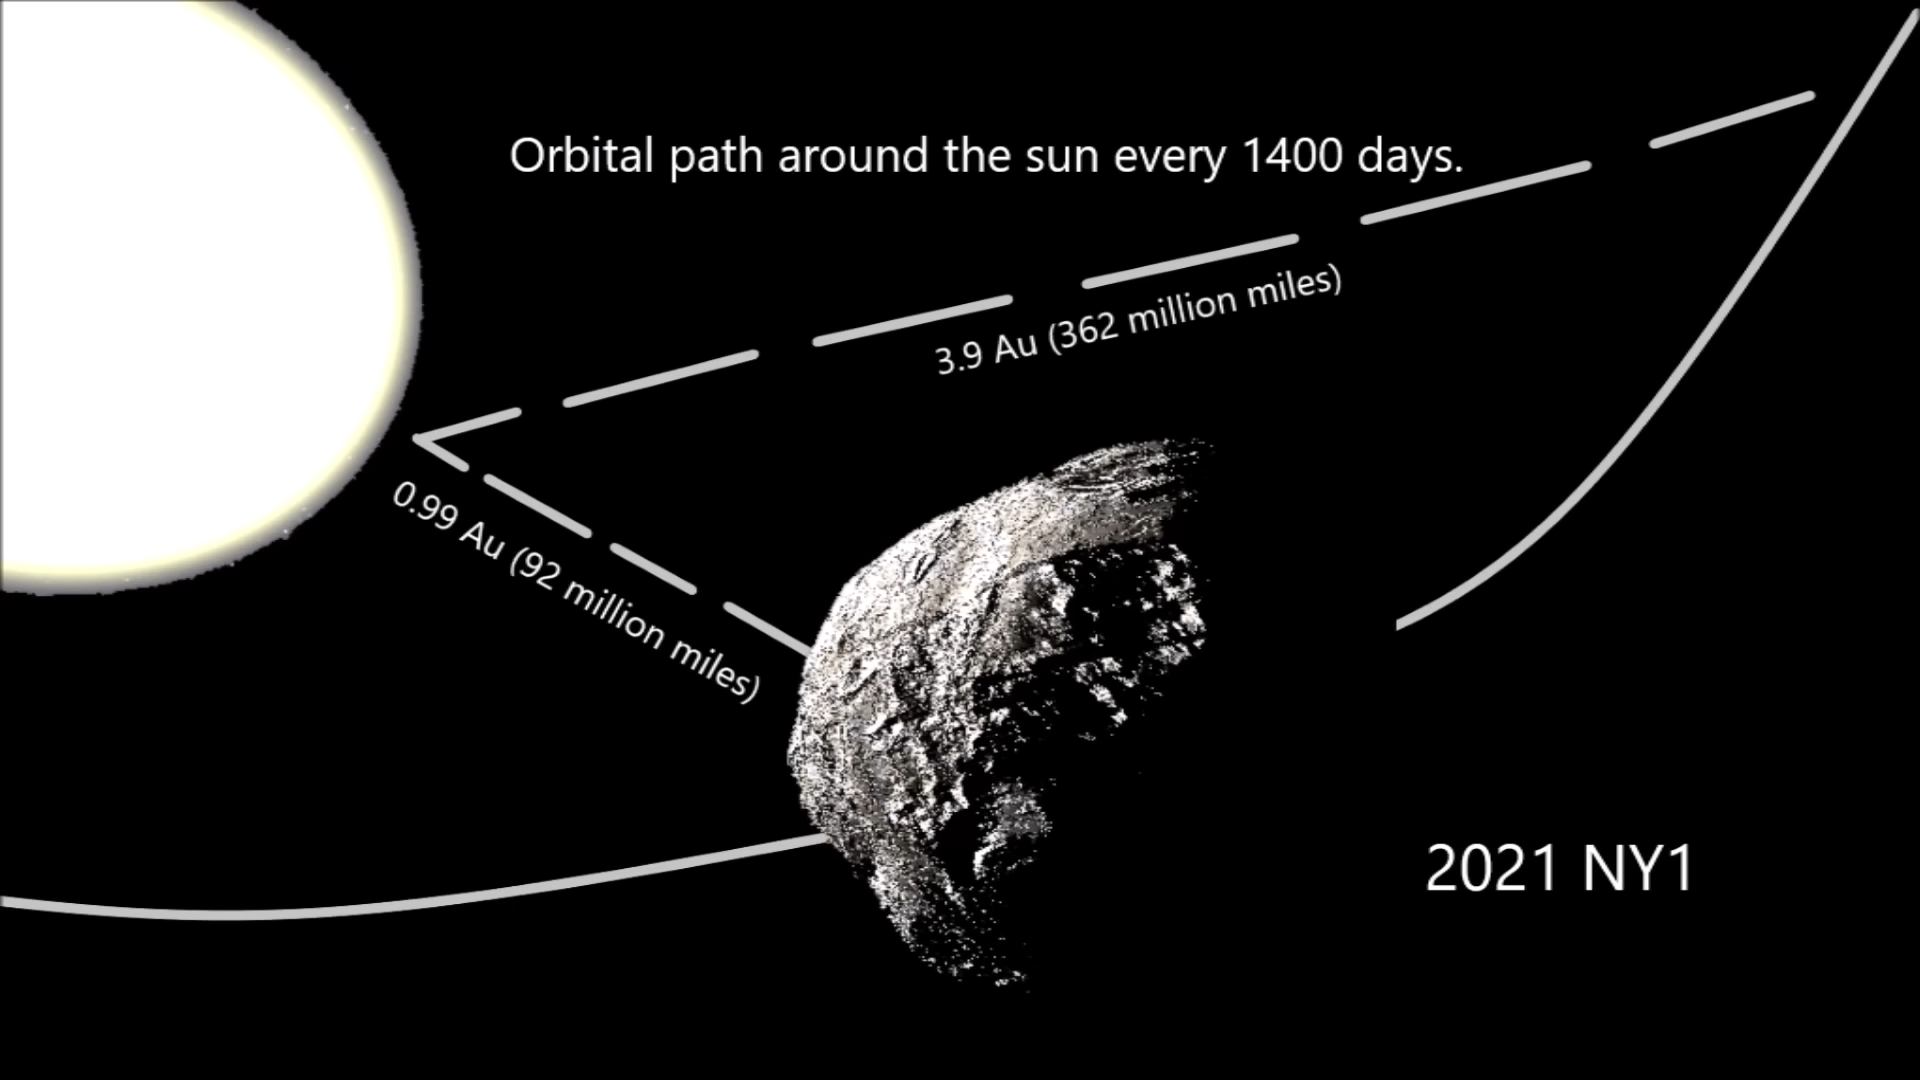 Orbital path around the sun every 1400 days.
3.9 Au (362 million miles)
0.99 Au (92 million miles)
2021 NY1